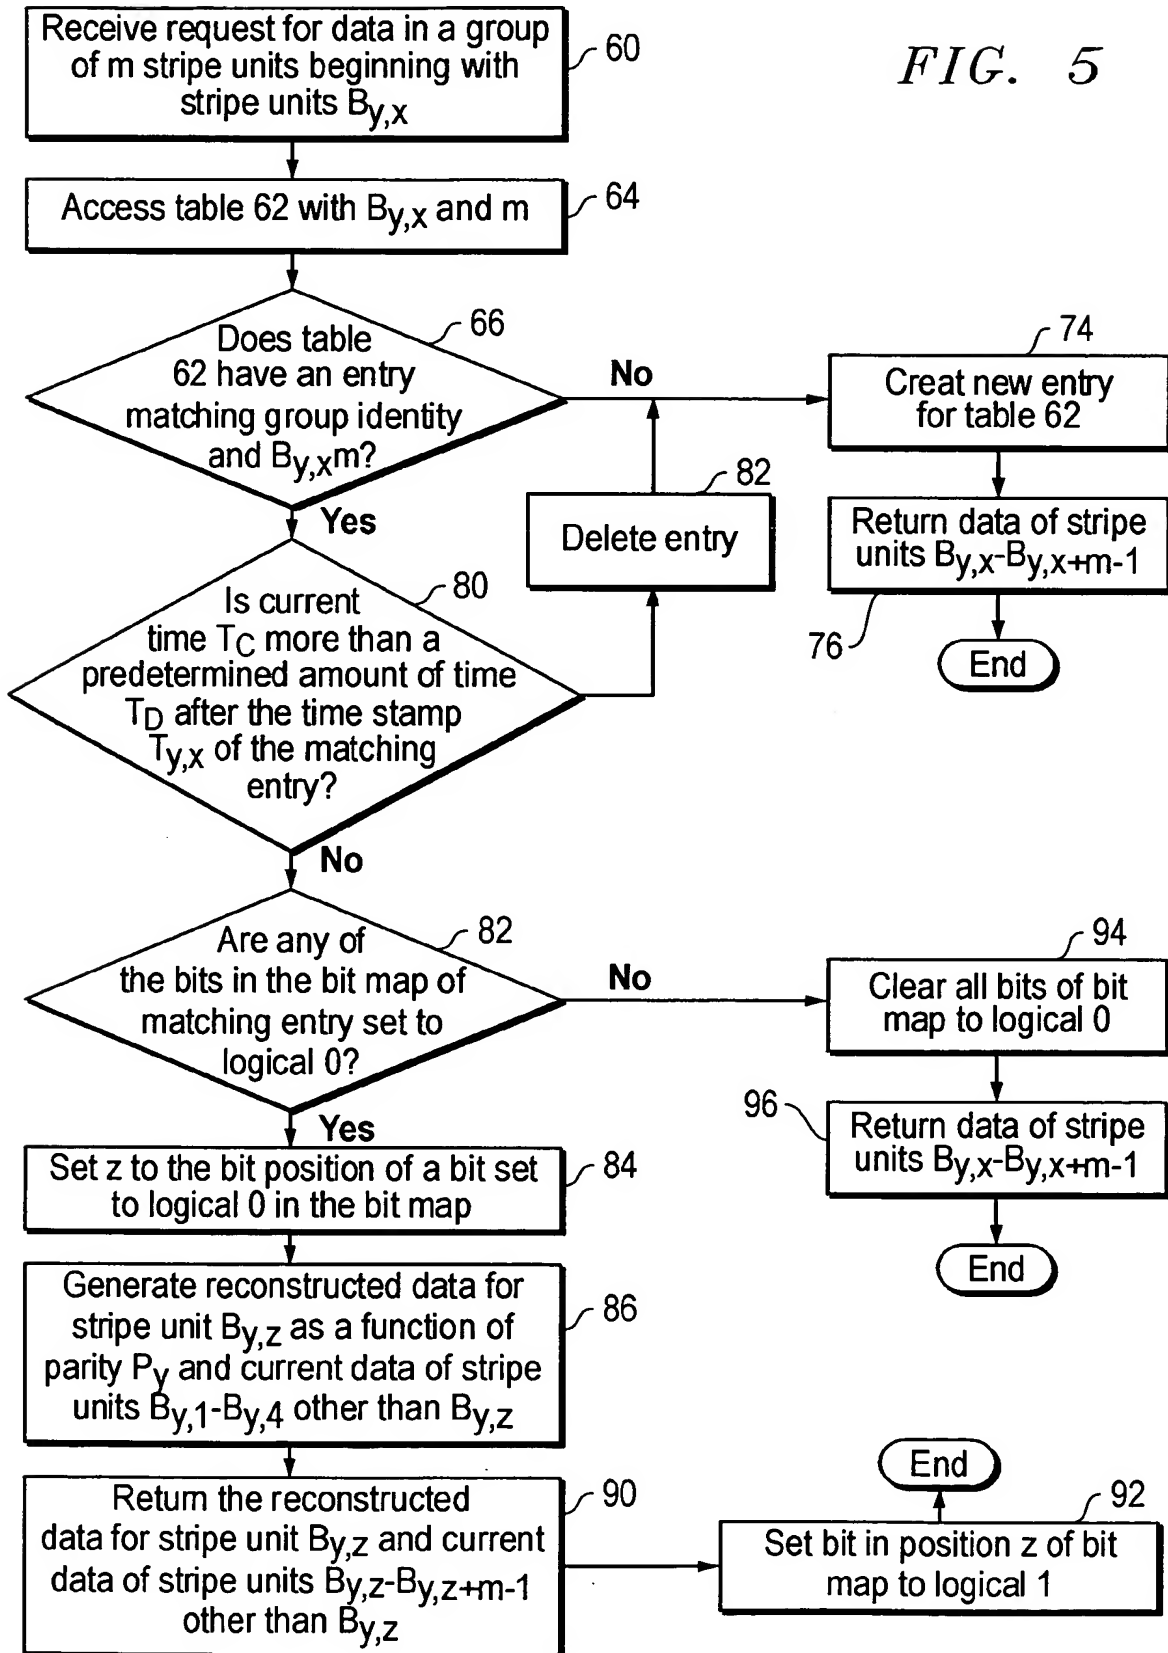 FIG. 5
Receive request for data in a group
of m stripe units beginning with
stripe units By,x
60
Access table 62 with By,x and m
64
Does table
62 have an entry
matching group identity
and By,xm?
66
No
Yes
74
Creat new entry
for table 62
Return data of stripe
units By,x-By,x+m-1
76
End
82
Delete entry
Is current
time TC more than a
predetermined amount of time
TD after the time stamp
Ty,x of the matching
entry?
80
No
Are any of
the bits in the bit map of
matching entry set to
logical 0?
82
No
Yes
94
Clear all bits of bit
map to logical 0
96
Return data of stripe
units By,x-By,x+m-1
End
Set z to the bit position of a bit set
to logical 0 in the bit map
84
Generate reconstructed data for
stripe unit By,z as a function of
parity Py and current data of stripe
units By,1-By,4 other than By,z
86
Return the reconstructed
data for stripe unit By,z and current
data of stripe units By,z-By,z+m-1
other than By,z
90
End
92
Set bit in position z of bit
map to logical 1